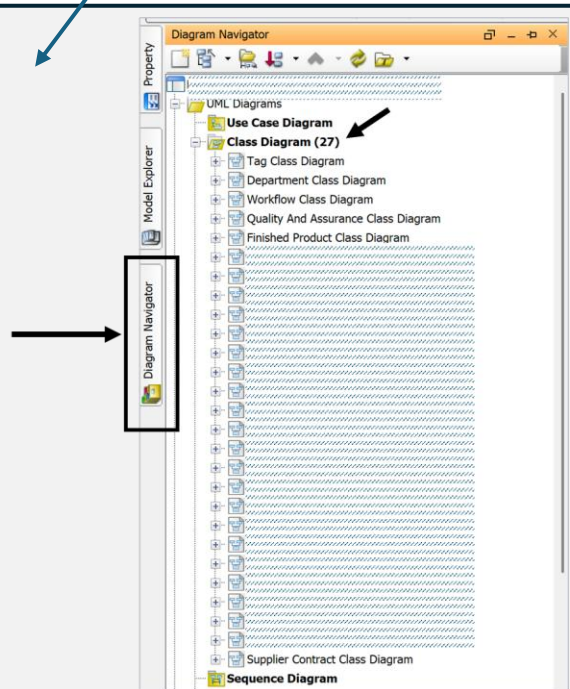 Diagram Navigator
Property
Model Explorer
Diagram Navigator
UML Diagrams
Use Case Diagram
Class Diagram (27)
Tag Class Diagram
Department Class Diagram
Workflow Class Diagram
Quality And Assurance Class Diagram
Finished Product Class Diagram
Supplier Contract Class Diagram
Sequence Diagram